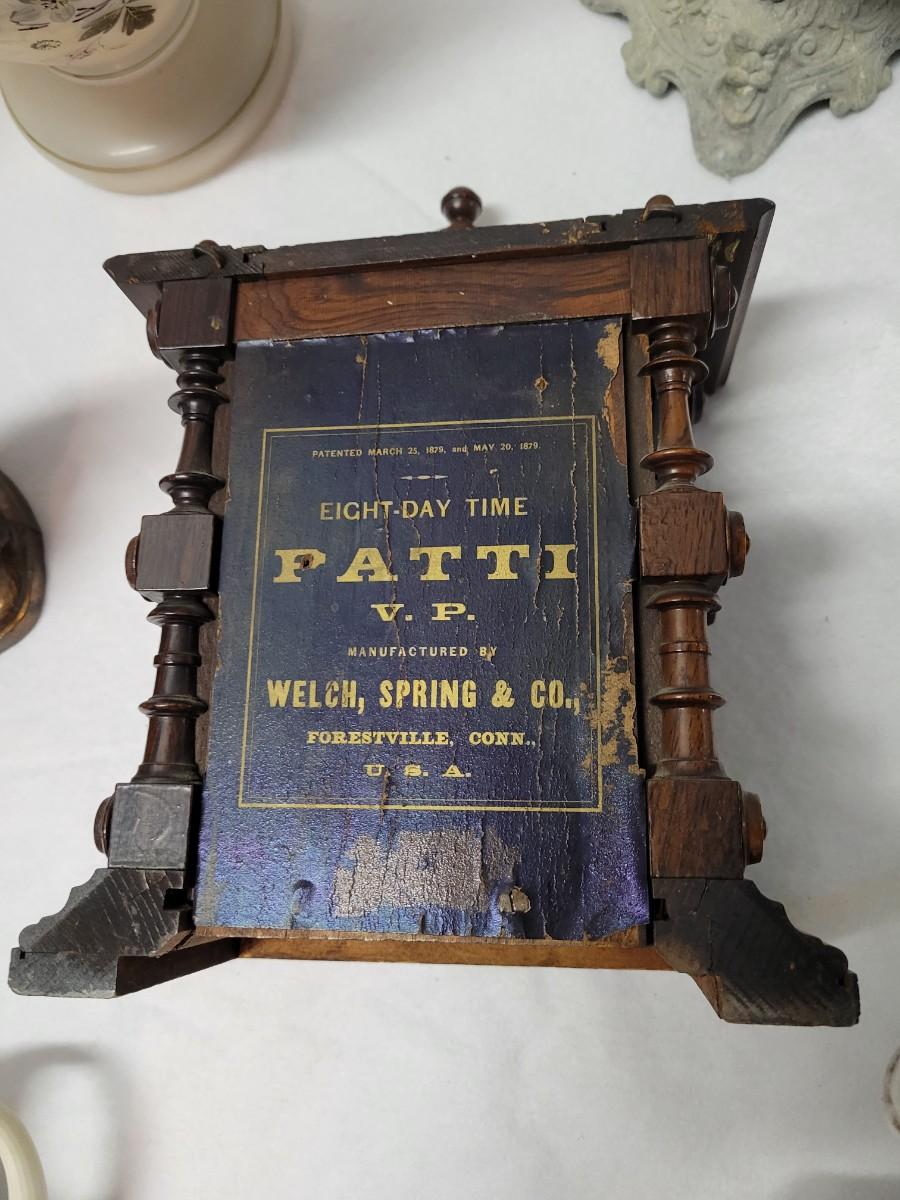 PATENTED MARCH 25, 1879, and MAY 20, 1879.
EIGHT-DAY TIME
PATTI
V. P.
MANUFACTURED BY
WELCH, SPRING & CO.,
FORESTVILLE, CONN.,
U. S. A.